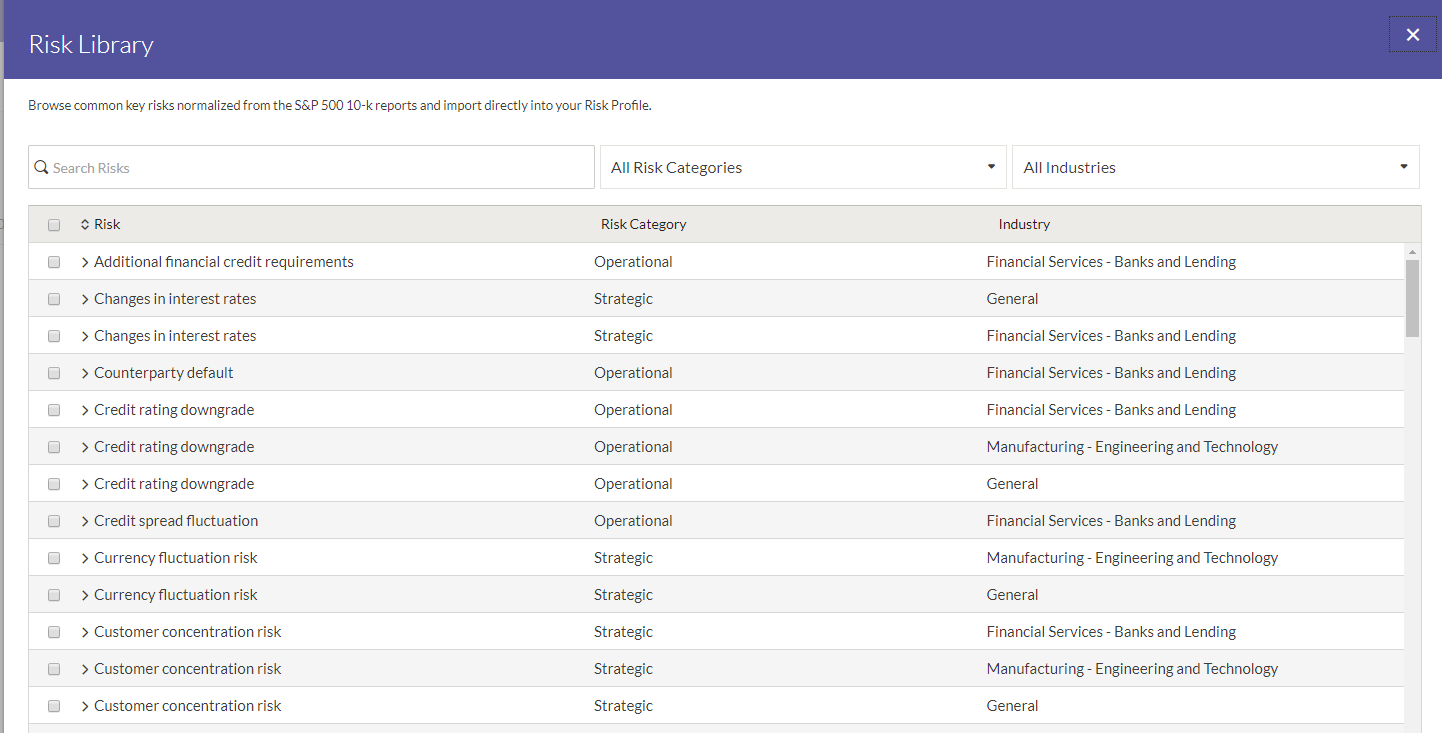 Risk Library
Browse common key risks normalized from the S&P 500 10-k reports and import directly into your Risk Profile.
Search Risks All Risk Categories All Industries
Risk Risk Category Industry
Additional financial credit requirements Operational Financial Services - Banks and Lending
Changes in interest rates Strategic General
Changes in interest rates Strategic Financial Services - Banks and Lending
Counterparty default Operational Financial Services - Banks and Lending
Credit rating downgrade Operational Financial Services - Banks and Lending
Credit rating downgrade Operational Manufacturing - Engineering and Technology
Credit rating downgrade Operational General
Credit spread fluctuation Operational Financial Services - Banks and Lending
Currency fluctuation risk Strategic Manufacturing - Engineering and Technology
Currency fluctuation risk Strategic General
Customer concentration risk Strategic Financial Services - Banks and Lending
Customer concentration risk Strategic Manufacturing - Engineering and Technology
Customer concentration risk Strategic General